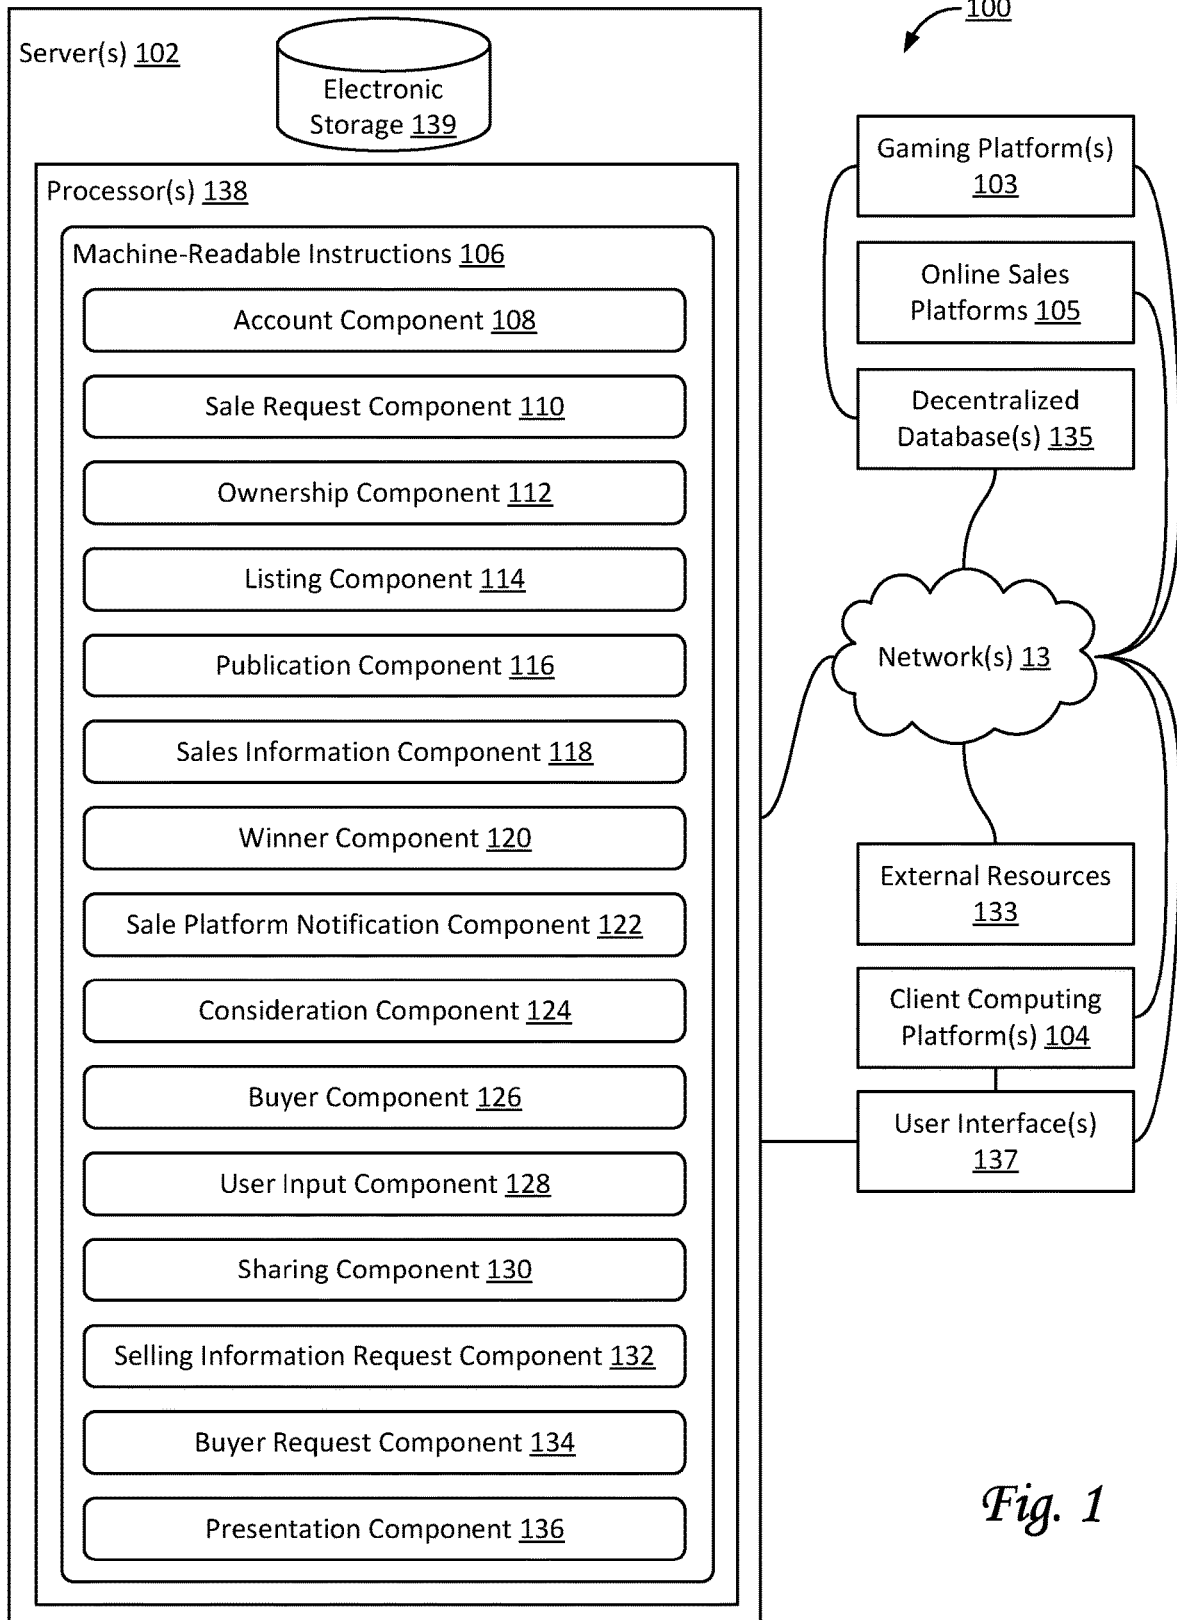 100
Server(s) 102
Electronic
Storage 139
Processor(s) 138
Machine-Readable Instructions 106
Account Component 108
Sale Request Component 110
Ownership Component 112
Listing Component 114
Publication Component 116
Sales Information Component 118
Winner Component 120
Sale Platform Notification Component 122
Consideration Component 124
Buyer Component 126
User Input Component 128
Sharing Component 130
Selling Information Request Component 132
Buyer Request Component 134
Presentation Component 136
Gaming Platform(s)
103
Online Sales
Platforms 105
Decentralized
Database(s) 135
Network(s) 13
External Resources
133
Client Computing
Platform(s) 104
User Interface(s)
137
Fig. 1